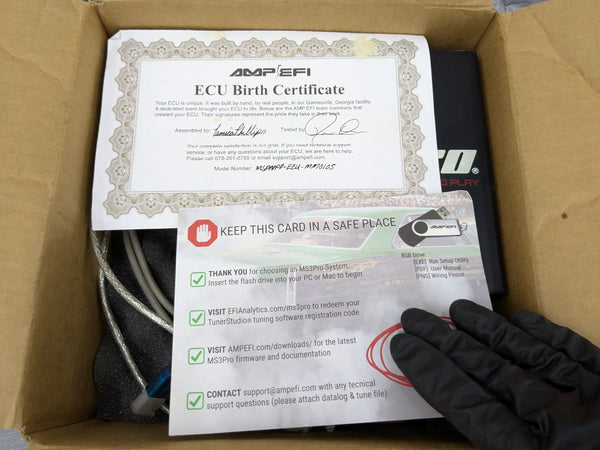 AMP EFI
ECU Birth Certificate
Your ECU is unique. It was built by hand, by real people, in our Gainesville, Georgia facility.
A dedicated team brought your ECU to life. Below are the AMP EFI team members that
created your ECU. Their signatures represent the pride they take in their work.
Assembled by: Tamica Phillips Tested by:
Your complete satisfaction is our goal. If you need technical support,
service, or have any questions about your ECU, we are here to help.
Please call 678-261-0709 or email support@ampefi.com.
Model Number:
RO®
O PLAY
KEEP THIS CARD IN A SAFE PLACE
AMP EFI
8GB Drive:
[EXE] Run Setup Utility
[PDF] User Manual
[PNG] Wiring Pinout
THANK YOU for choosing an MS3Pro System.
Insert the flash drive into your PC or Mac to begin
VISIT EFIAnalytics.com/ms3pro to redeem your
TunerStudio® tuning software registration code
VISIT AMPEFI.com/downloads/ for the latest
MS3Pro firmware and documentation
CONTACT support@ampefi.com with any tecnical
support questions (please attach datalog & tune file)